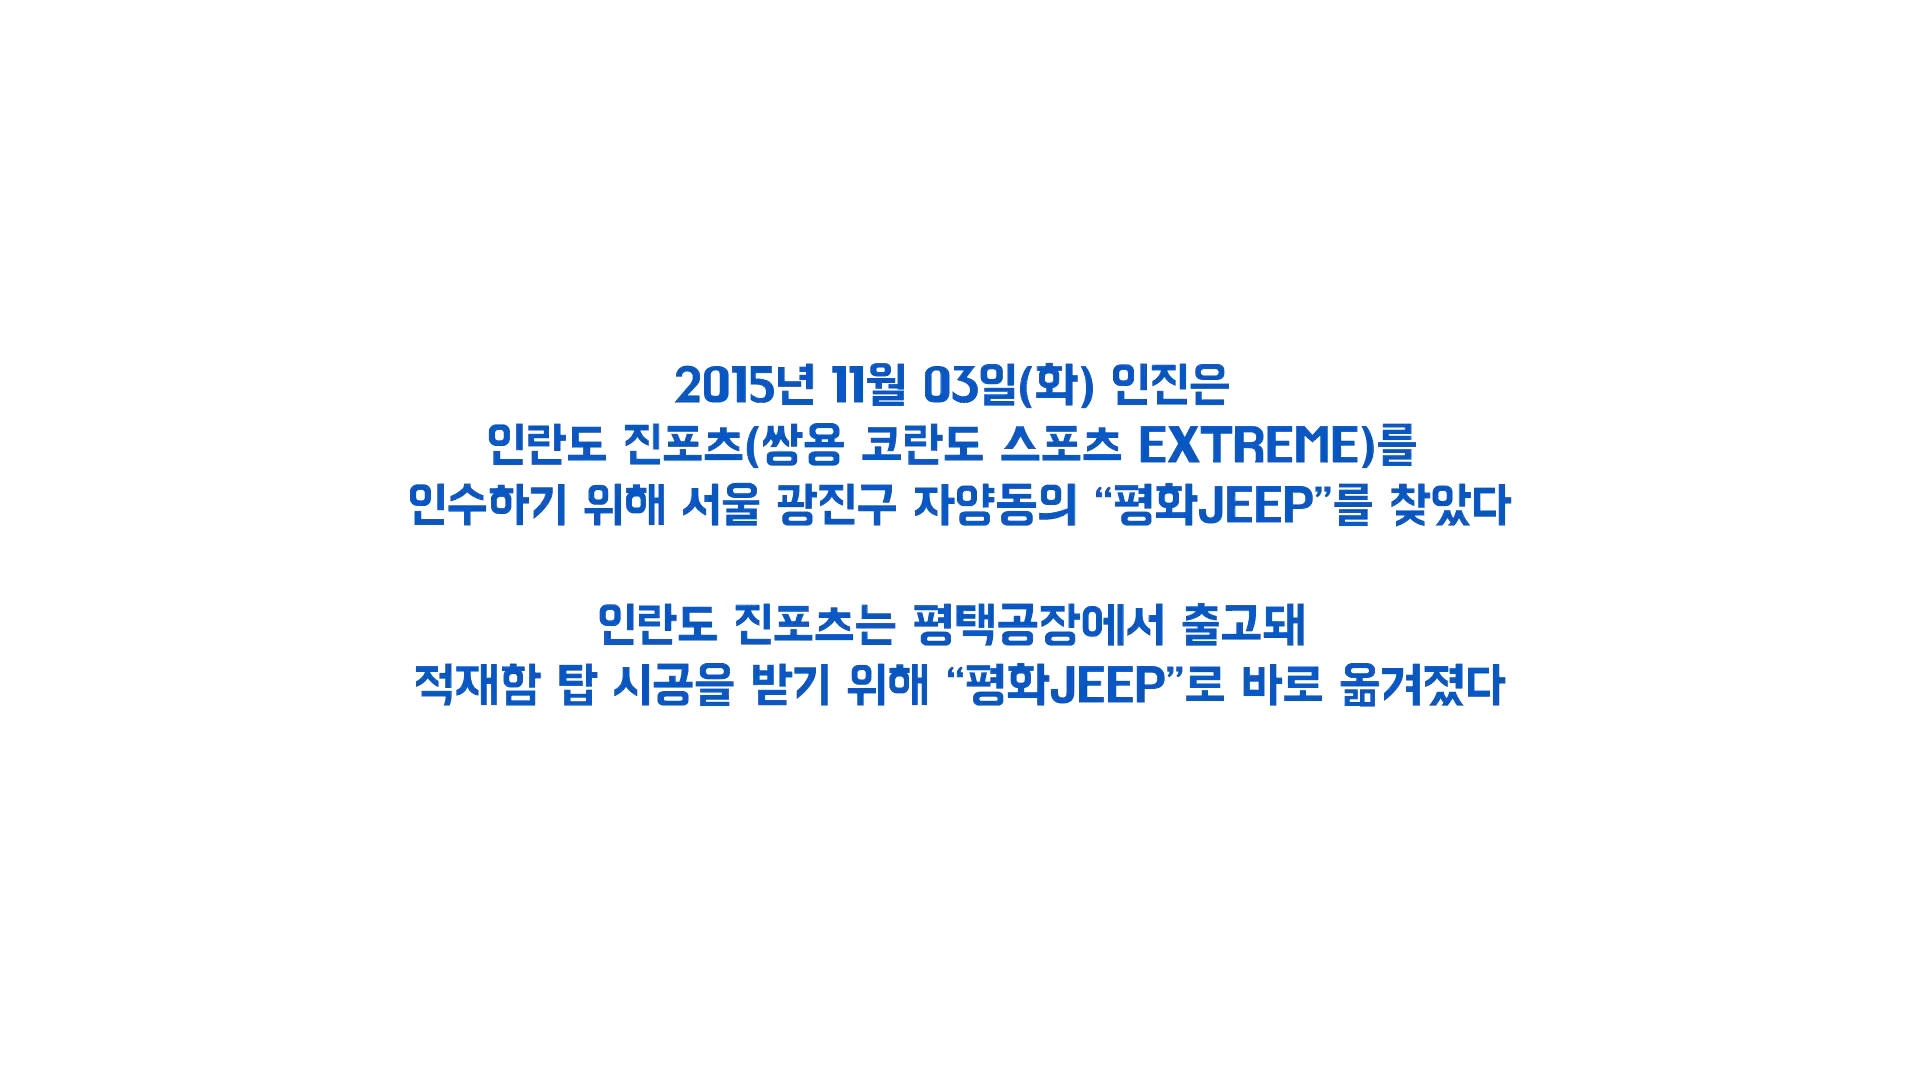 2015년 11월 03일(화) 인진은
인란도 진포츠(쌍용 코란도 스포츠 EXTREME)를
인수하기 위해 서울 광진구 자양동의 “평화JEEP”를 찾았다
인란도 진포츠는 평택공장에서 출고돼
적재함 탑 시공을 받기 위해 “평화JEEP”로 바로 옮겨졌다